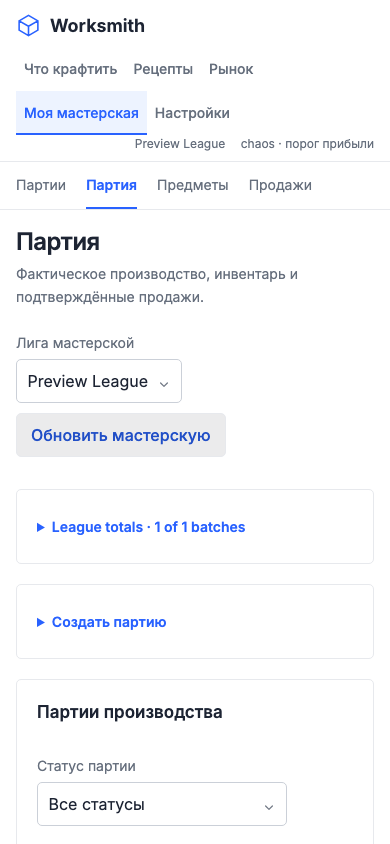 Worksmith
Что крафтить Рецепты Рынок
Моя мастерская Настройки
Preview League chaos · порог прибыли
Партии Партия Предметы Продажи
Партия
Фактическое производство, инвентарь и
подтверждённые продажи.
Лига мастерской
Preview League
Обновить мастерскую
League totals · 1 of 1 batches
Создать партию
Партии производства
Статус партии
Все статусы